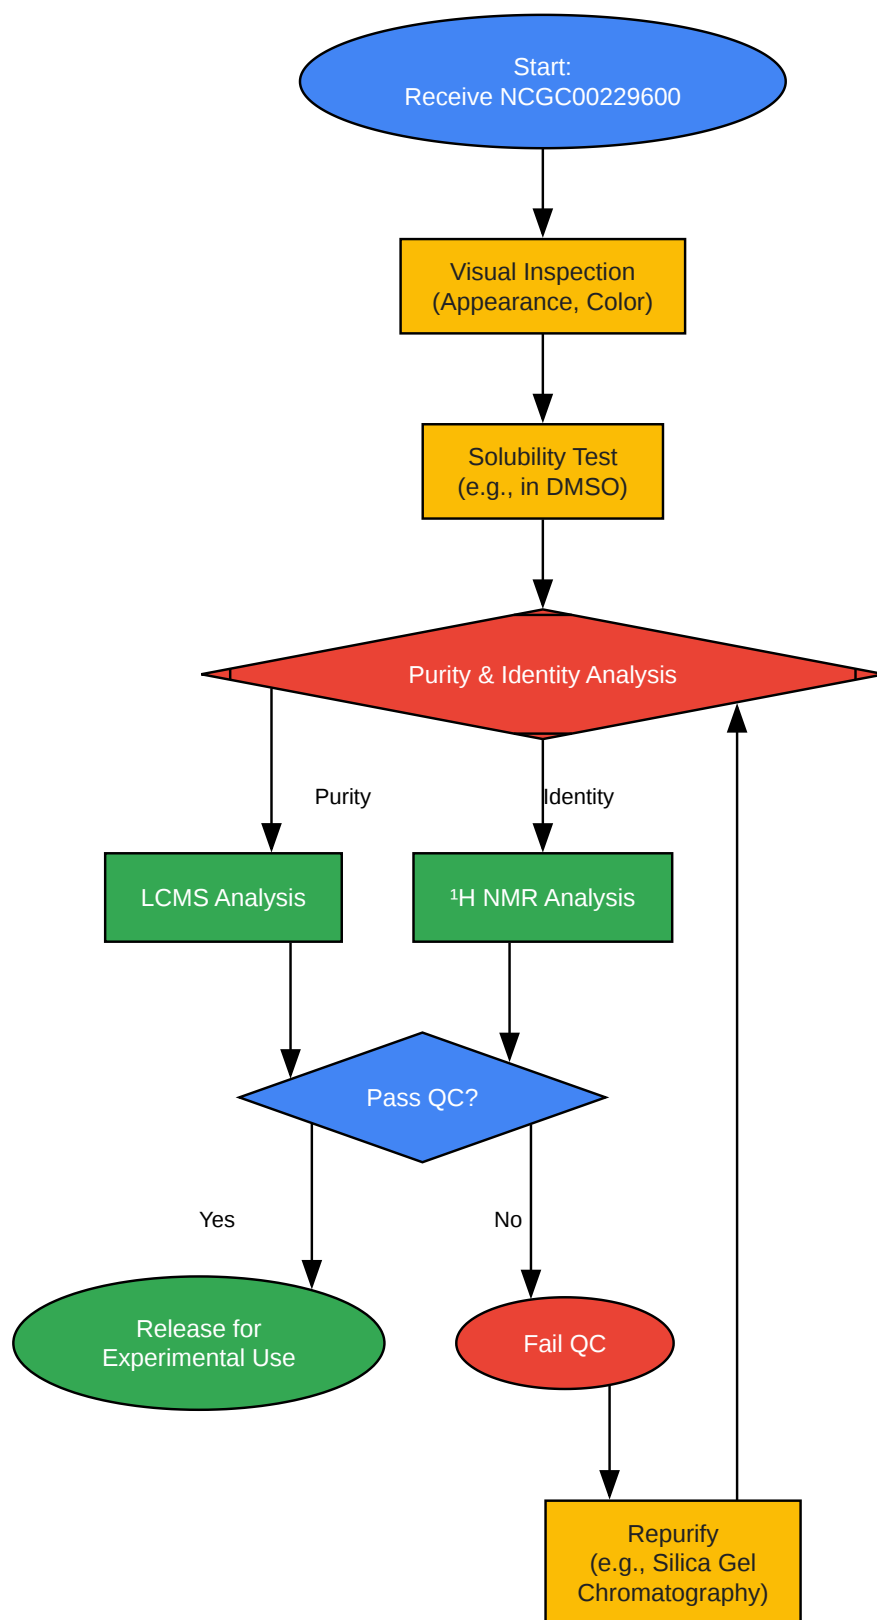 Start:
Receive NCGC00229600
Visual Inspection
(Appearance, Color)
Solubility Test
(e.g., in DMSO)
Purity & Identity Analysis
Purity
Identity
LCMS Analysis
¹H NMR Analysis
Pass QC?
Yes
No
Release for
Experimental Use
Fail QC
Repurify
(e.g., Silica Gel
Chromatography)